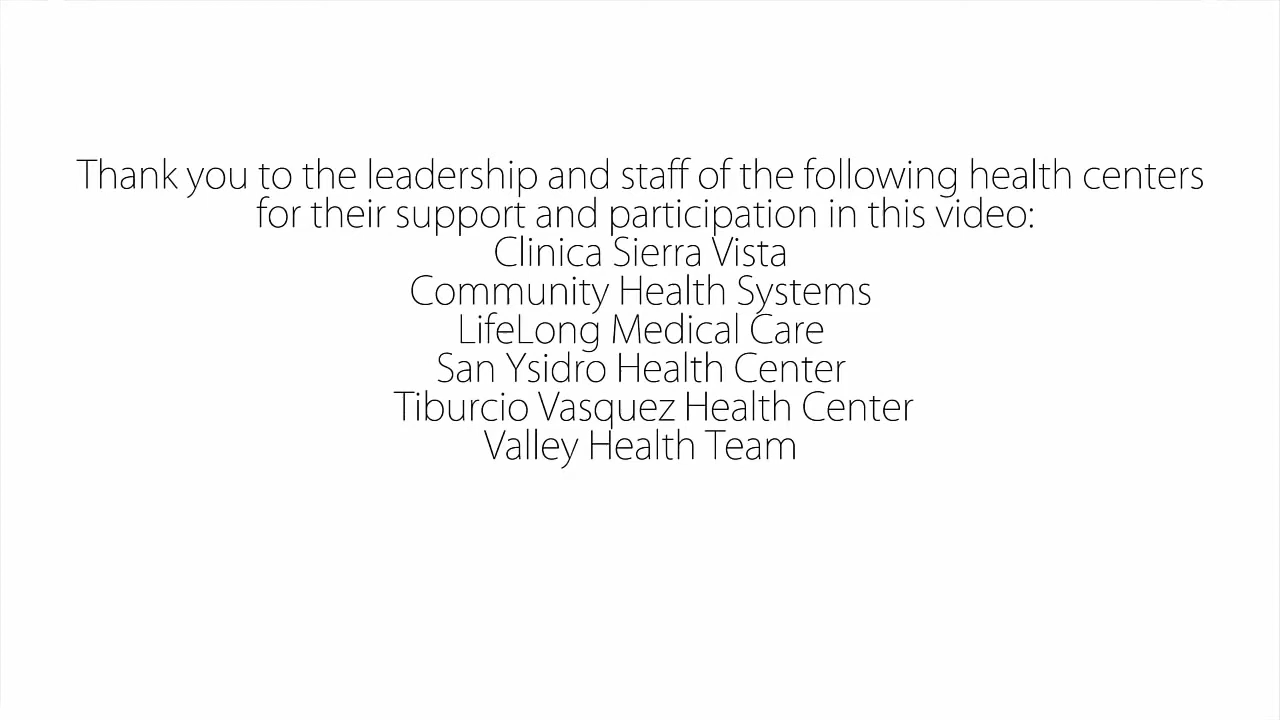 Thank you to the leadership and staff of the following health centers
for their support and participation in this video:
Clinica Sierra Vista
Community Health Systems
LifeLong Medical Care
San Ysidro Health Center
Tiburcio Vasquez Health Center
Valley Health Team